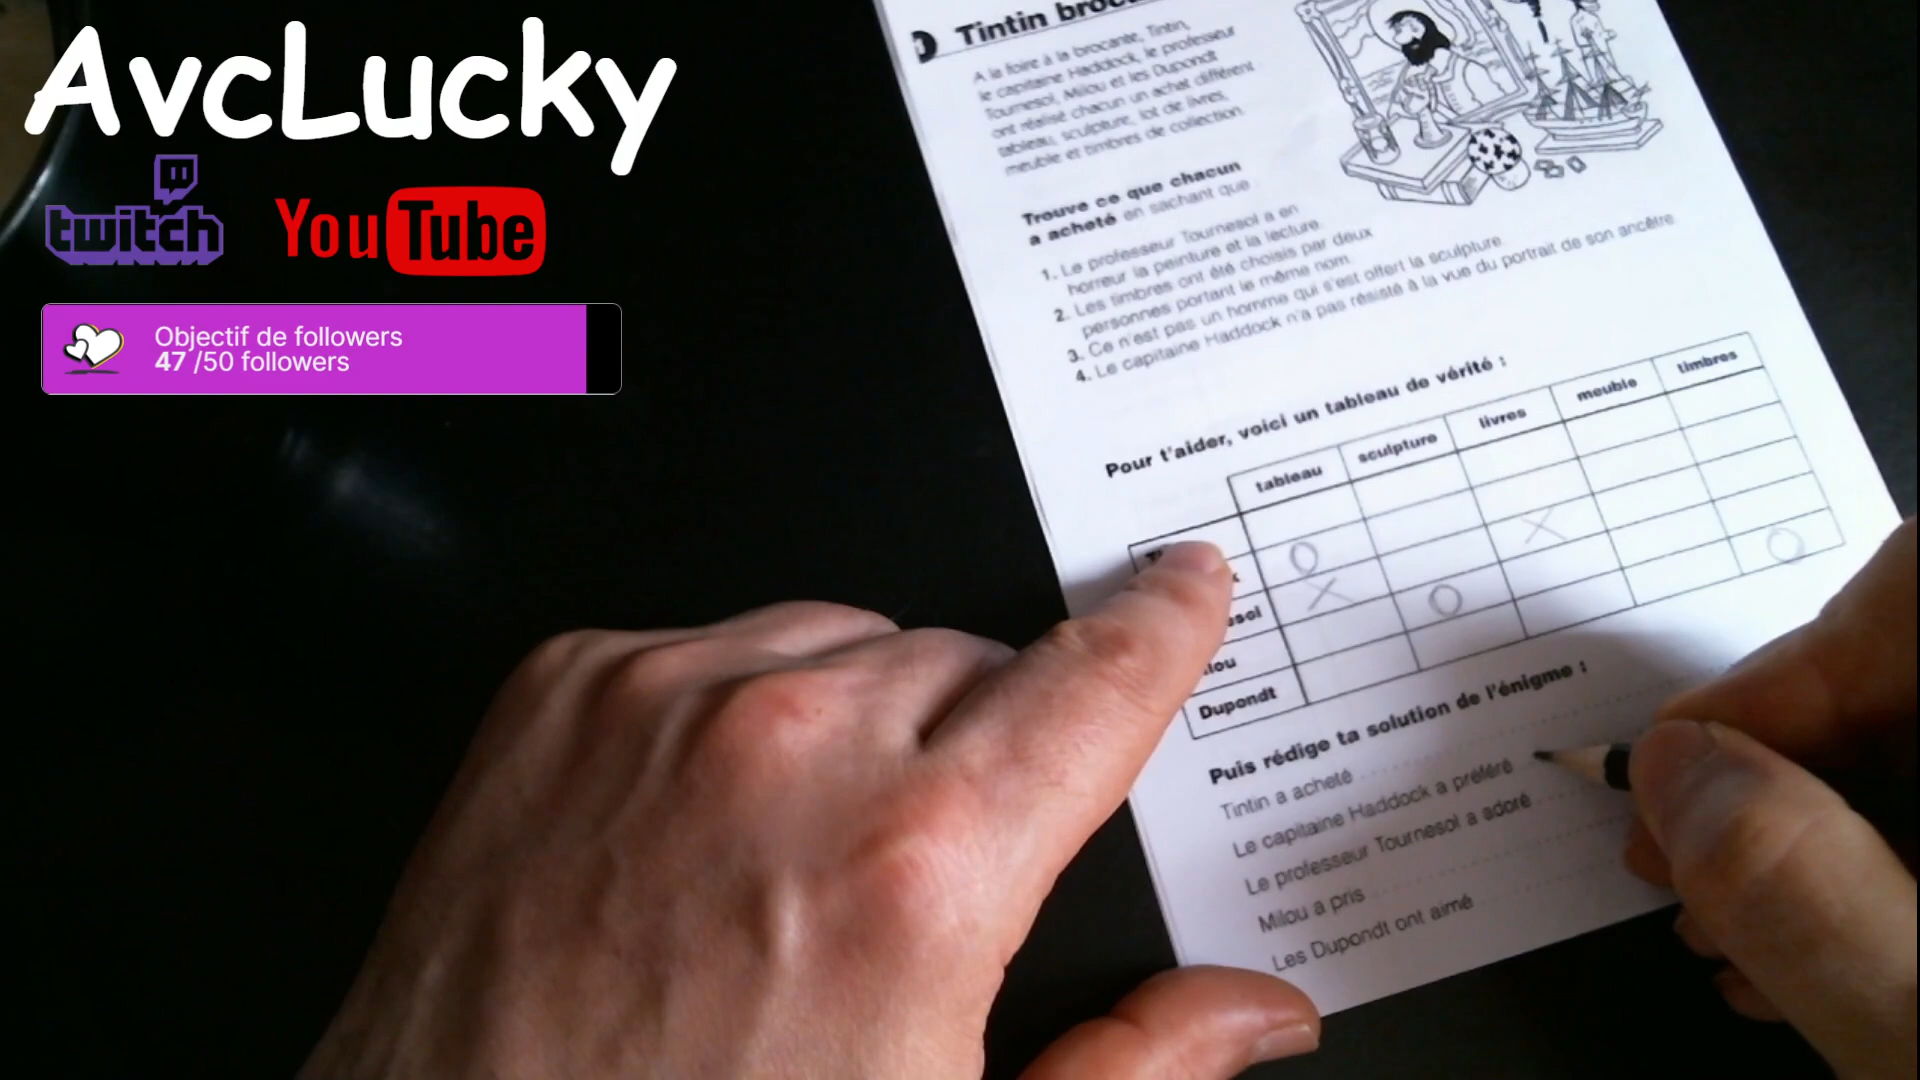 AvcLucky
twitch
YouTube
Objectif de followers
47 /50 followers
Tintin
A la foire à la brocante, Tintin,
le capitaine Haddock, le professeur
Tournesol, Milou et les Dupondt
ont réalisé chacun un achat différent
tableau, sculpture, lot de livres,
meuble et timbres de collection.
Trouve ce que chacun
a acheté en sachant que
1. Le professeur Tournesol a en
horreur la peinture et la lecture.
2. Les timbres ont été choisis par deux
personnes portant le même nom.
3. Ce n'est pas un homme qui s'est offert la sculpture.
4. Le capitaine Haddock n'a pas résisté à la vue du portrait de son ancêtre
Pour t'aider, voici un tableau de vérité :
tableau sculpture livres meuble timbres
O
X X
O
Dupondt O
Puis rédige ta solution de l'énigme :
Tintin a acheté
Le capitaine Haddock a préféré
Le professeur Tournesol a adoré
Milou a pris
Les Dupondt ont aimé